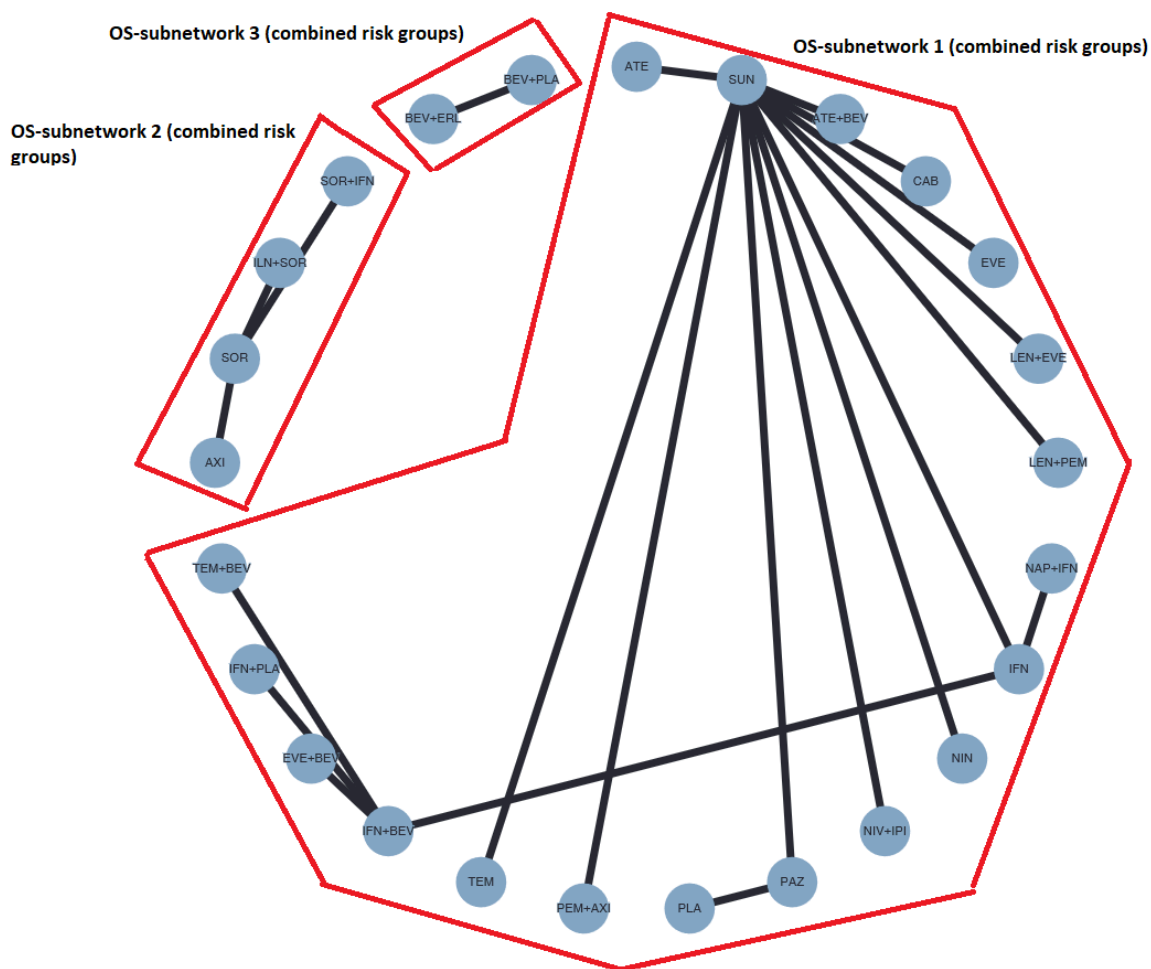 OS-subnetwork 3 (combined risk groups)
OS-subnetwork 1 (combined risk groups)
OS-subnetwork 2 (combined risk
groups)
ATE
SUN
BEV+PLA
BEV+ERL
ATE+BEV
SOR+IFN
CAB
ILN+SOR
EVE
SOR
LEN+EVE
AXI
LEN+PEM
TEM+BEV
NAP+IFN
IFN+PLA
IFN
EVE+BEV
NIN
IFN+BEV
NIV+IPI
TEM
PAZ
PEM+AXI
PLA